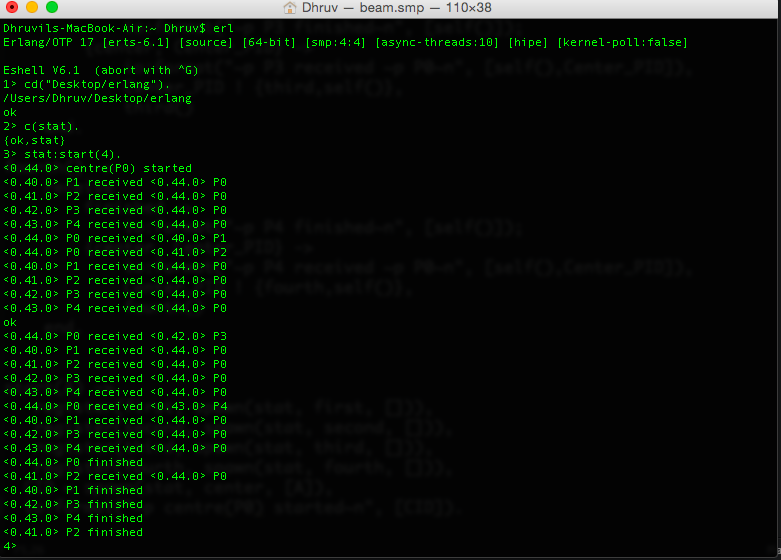 Dhruv — beam.smp — 110×38
Dhruvils-MacBook-Air:~ Dhruv$ erl
Erlang/OTP 17 [erts-6.1] [source] [64-bit] [smp:4:4] [async-threads:10] [hipe] [kernel-poll:false]
Eshell V6.1  (abort with ^G)
1> cd("Desktop/erlang").
/Users/Dhruv/Desktop/erlang
ok
2> c(stat).
{ok,stat}
3> stat:start(4).
<0.44.0> centre(P0) started
<0.40.0> P1 received <0.44.0> P0
<0.41.0> P2 received <0.44.0> P0
<0.42.0> P3 received <0.44.0> P0
<0.43.0> P4 received <0.44.0> P0
<0.44.0> P0 received <0.40.0> P1
<0.44.0> P0 received <0.41.0> P2
<0.40.0> P1 received <0.44.0> P0
<0.41.0> P2 received <0.44.0> P0
<0.42.0> P3 received <0.44.0> P0
<0.43.0> P4 received <0.44.0> P0
ok
<0.44.0> P0 received <0.42.0> P3
<0.40.0> P1 received <0.44.0> P0
<0.41.0> P2 received <0.44.0> P0
<0.42.0> P3 received <0.44.0> P0
<0.43.0> P4 received <0.44.0> P0
<0.44.0> P0 received <0.43.0> P4
<0.40.0> P1 received <0.44.0> P0
<0.42.0> P3 received <0.44.0> P0
<0.43.0> P4 received <0.44.0> P0
<0.44.0> P0 finished
<0.41.0> P2 received <0.44.0> P0
<0.40.0> P1 finished
<0.42.0> P3 finished
<0.43.0> P4 finished
<0.41.0> P2 finished
4>